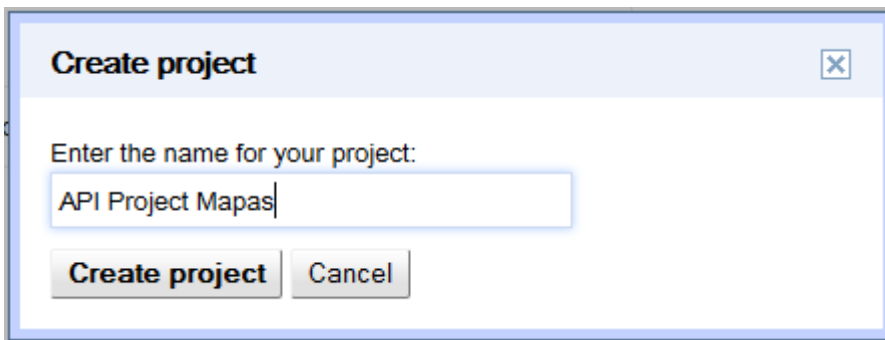 Create project
Enter the name for your project:
API Project Mapas
Create project Cancel